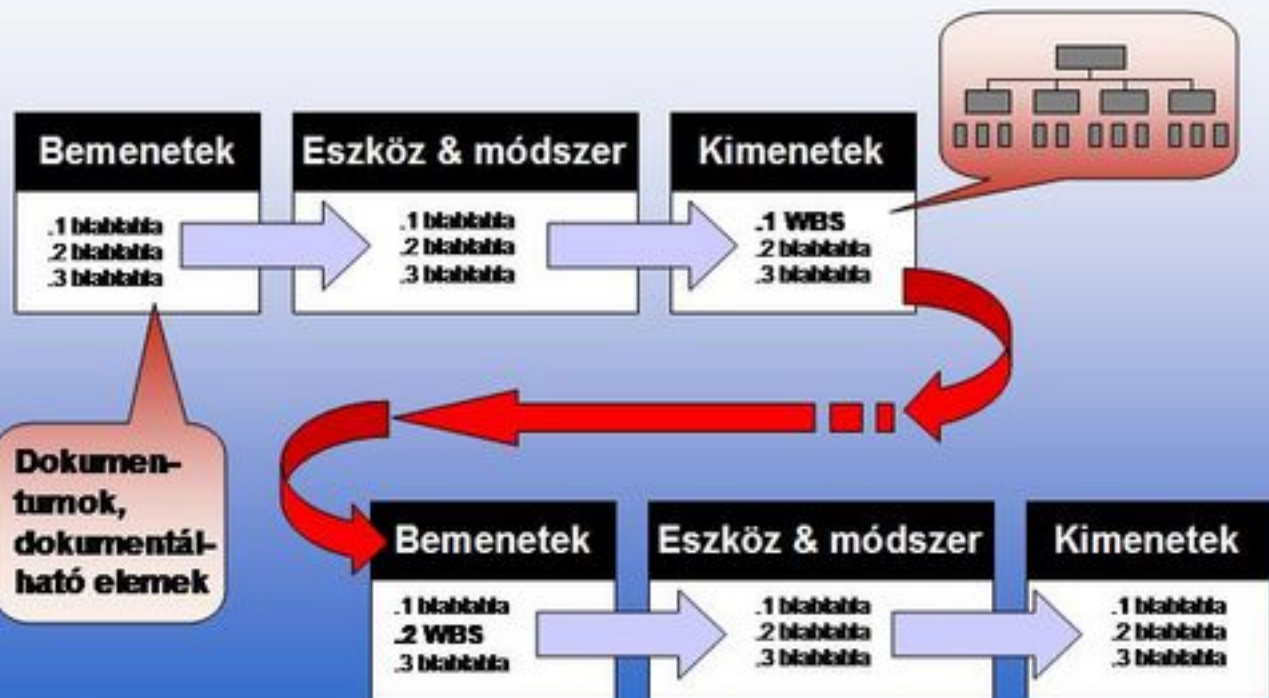 Bemenetek
.1 blablabla
.2 blablabla
.3 blablabla
Eszköz & módszer
.1 blablabla
.2 blablabla
.3 blablabla
Kimenetek
.1 WBS
.2 blablabla
.3 blablabla
Dokumen-
tumok,
dokumentál-
ható elemek
Bemenetek
.1 blablabla
.2 WBS
.3 blablabla
Eszköz & módszer
.1 blablabla
.2 blablabla
.3 blablabla
Kimenetek
.1 blablabla
.2 blablabla
.3 blablabla